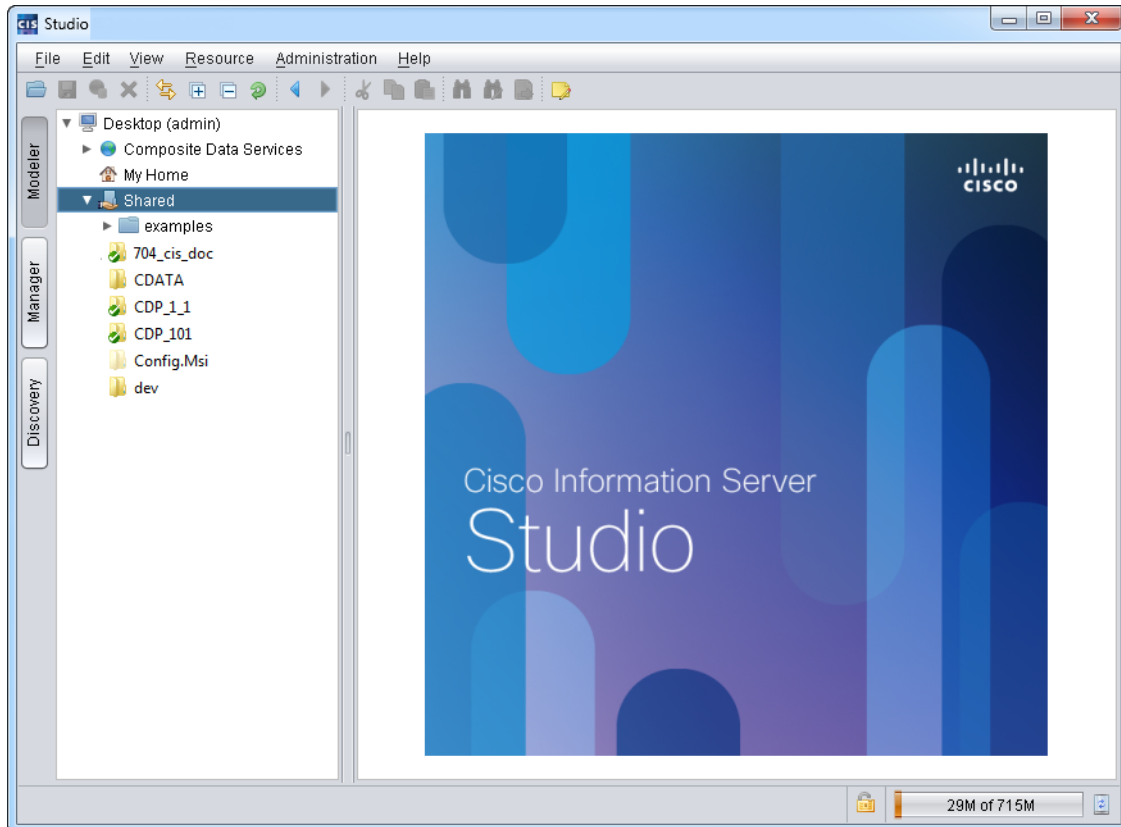 CIS Studio
File Edit View Resource Administration Help
Modeler
Manager
Discovery
Desktop (admin)
Composite Data Services
My Home
Shared
examples
704_cis_doc
CDATA
CDP_1_1
CDP_101
Config.Msi
dev
CISCO
Cisco Information Server
Studio
29M of 715M